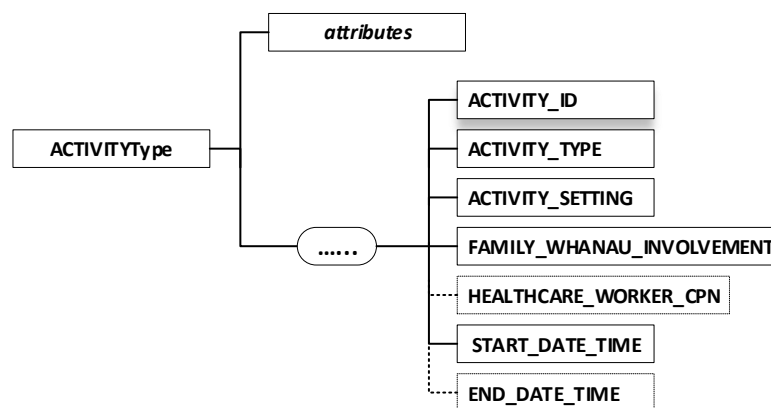 attributes
ACTIVITY_ID
ACTIVITYType
ACTIVITY_TYPE
ACTIVITY_SETTING
......
FAMILY_WHANAU_INVOLVEMENT
HEALTHCARE_WORKER_CPN
START_DATE_TIME
END_DATE_TIME